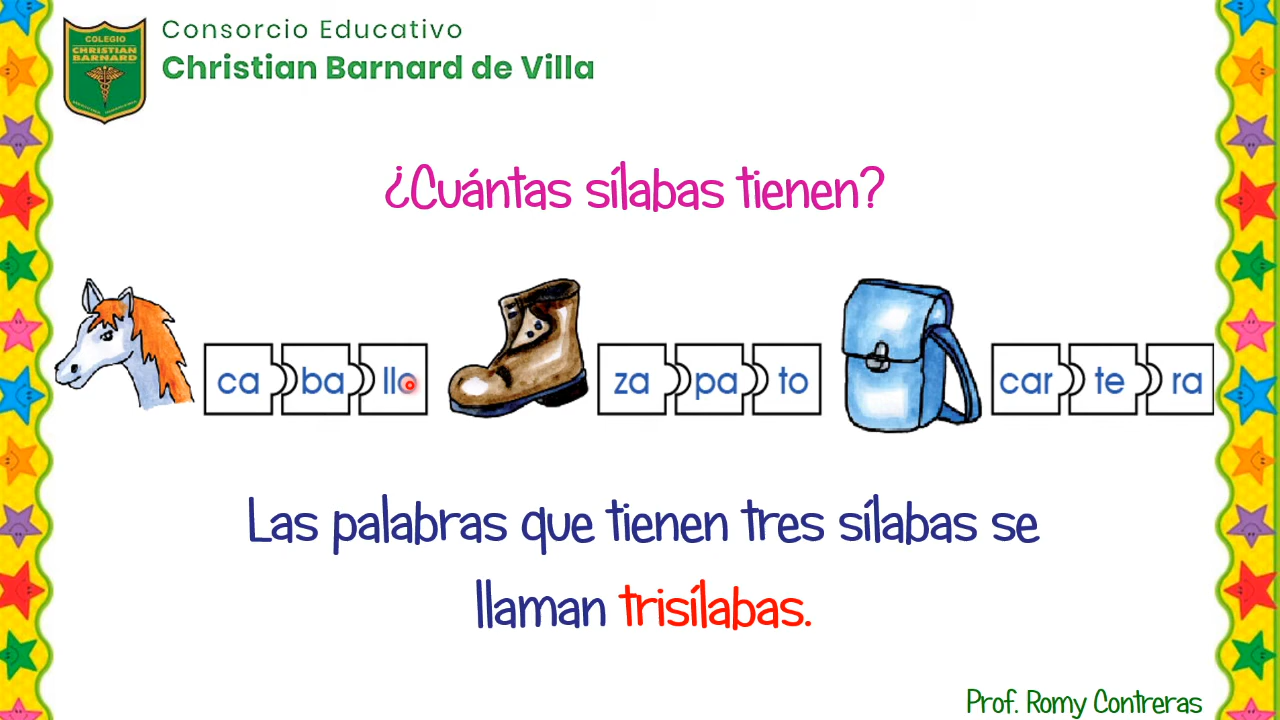 COLEGIO
CHRISTIAN
BARNARD
Consorcio Educativo
Christian Barnard de Villa
¿Cuántas sílabas tienen?
ca ba llo za pa to car te ra
Las palabras que tienen tres sílabas se
llaman trisílabas.
Prof. Romy Contreras